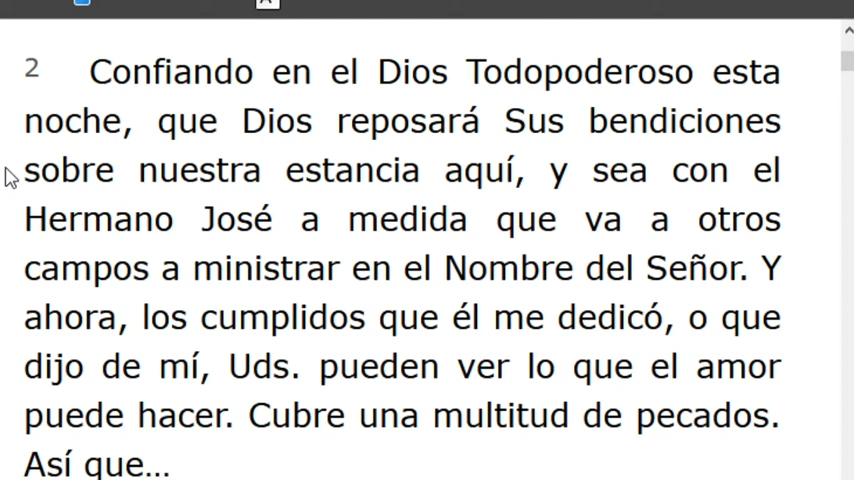 2 Confiando en el Dios Todopoderoso esta
noche, que Dios reposará Sus bendiciones
sobre nuestra estancia aquí, y sea con el
Hermano José a medida que va a otros
campos a ministrar en el Nombre del Señor. Y
ahora, los cumplidos que él me dedicó, o que
dijo de mí, Uds. pueden ver lo que el amor
puede hacer. Cubre una multitud de pecados.
Así que…